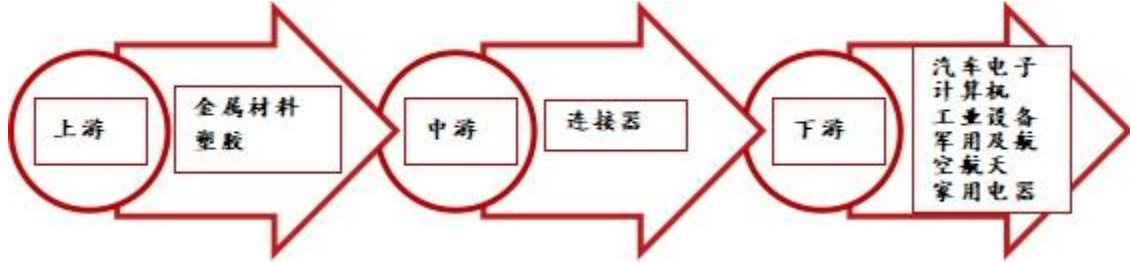 上游
金属材料
塑胶
中游
连接器
下游
汽车电子
计算机
工业设备
军用及航
空航天
家用电器